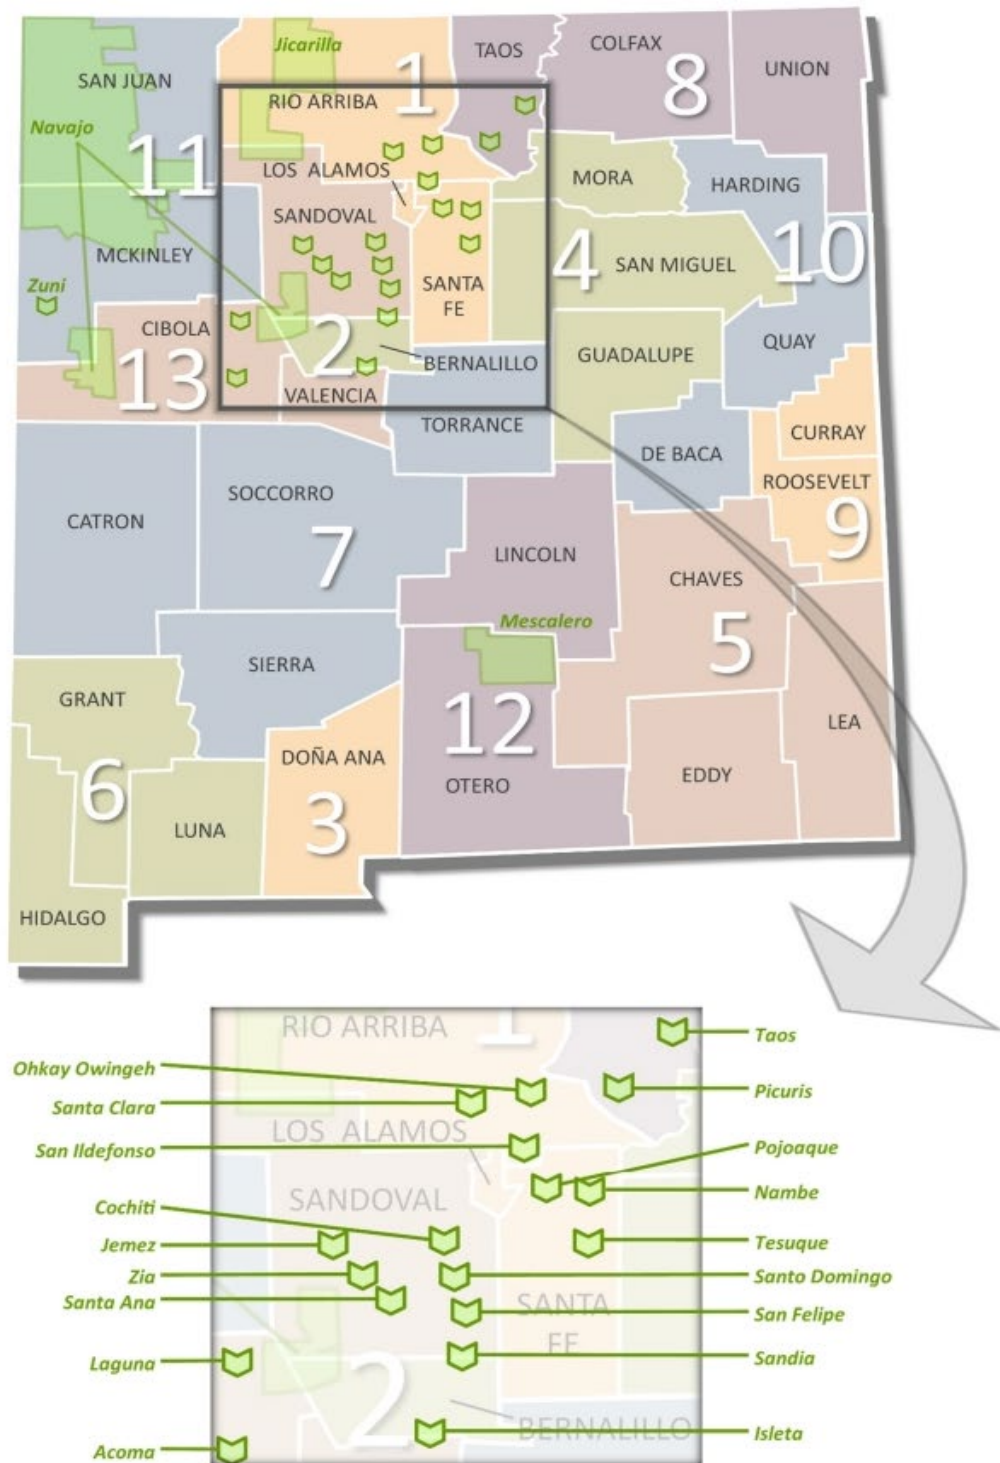 Jicarilla
TAOS
COLFAX
UNION
SAN JUAN
1
8
RIO ARRIBA
Navajo
11
LOS ALAMOS
MORA
HARDING
SANDOVAL
MCKINLEY
4
SAN MIGUEL
10
Zuni
SANTA
FE
CIBOLA
2
BERNALILLO
GUADALUPE
QUAY
13
VALENCIA
TORRANCE
CURRAY
DE BACA
ROOSEVELT
CATRON
SOCCORRO
7
9
LINCOLN
CHAVES
Mescalero
5
SIERRA
GRANT
12
LEA
DOÑA ANA
EDDY
OTERO
6
3
LUNA
HIDALGO
RIO ARRIBA
1
Taos
Ohkay Owingeh
Picuris
Santa Clara
LOS ALAMOS
San Ildefonso
Pojoaque
Nambe
SANDOVAL
Cochiti
Jemez
Tesuque
Zia
Santo Domingo
Santa Ana
SANTA
FE
San Felipe
Laguna
Sandia
2
BERNALILLO
Isleta
Acoma